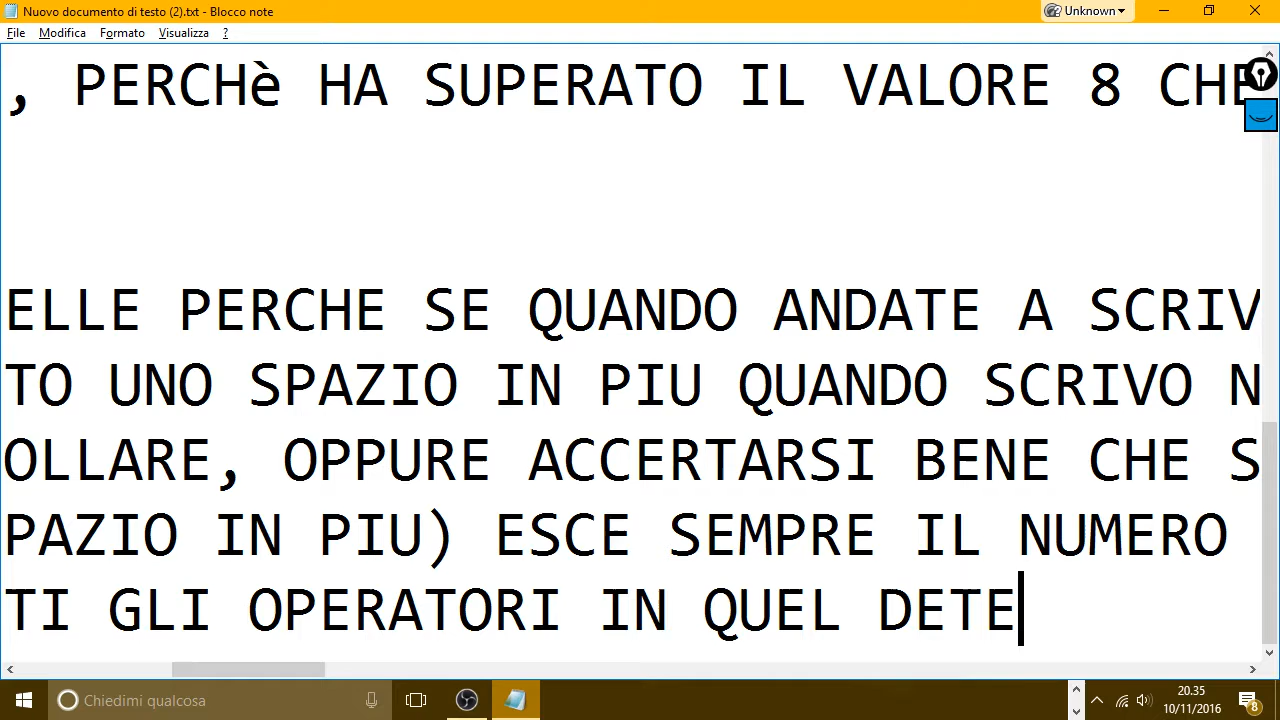 Nuovo documento di testo (2).txt - Blocco note
Unknown
File Modifica Formato Visualizza ?
, PERCHè HA SUPERATO IL VALORE 8 CHE
ELLE PERCHE SE QUANDO ANDATE A SCRIV
TO UNO SPAZIO IN PIU QUANDO SCRIVO N
OLLARE, OPPURE ACCERTARSI BENE CHE S
PAZIO IN PIU) ESCE SEMPRE IL NUMERO
TI GLI OPERATORI IN QUEL DETE
Chiedimi qualcosa
20.35
10/11/2016
8